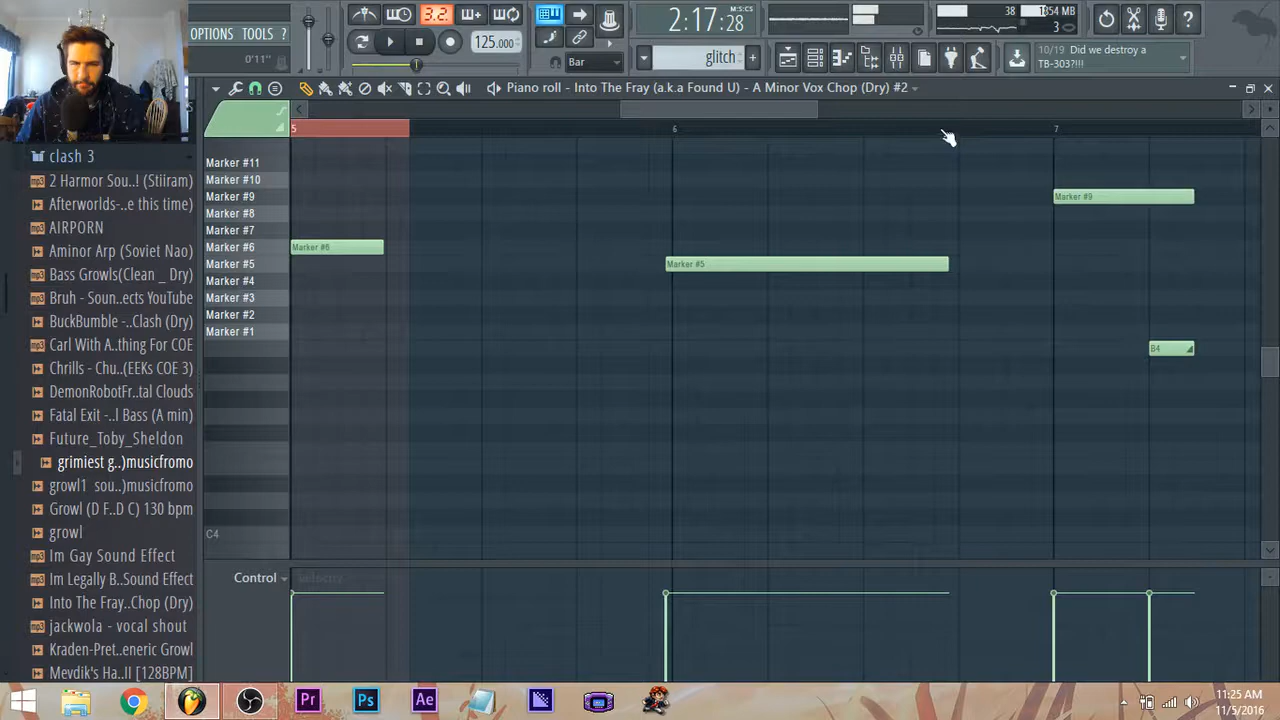 OPTIONS TOOLS ?
3.2
2:17:28
M:S:CS
38
1854 MB
3
0'11"
125.000
Bar
glitch
10/19 Did we destroy a
TB-303?!!!
Piano roll - Into The Fray (a.k.a Found U) - A Minor Vox Chop (Dry) #2
5
6
7
clash 3
2 Harmor Sou..! (Stiiram)
Afterworlds-..e this time)
AIRPORN
Aminor Arp (Soviet Nao)
Bass Growls(Clean _ Dry)
Bruh - Soun..ects YouTube
BuckBumble -..Clash (Dry)
Carl With A..thing For COE
Chrills - Chu..(EEKs COE 3)
DemonRobotFr..tal Clouds
Fatal Exit -..l Bass (A min)
Future_Toby_Sheldon
grimiest g..)musicfromo
growl1 sou..)musicfromo
Growl (D F..D C) 130 bpm
growl
Im Gay Sound Effect
Im Legally B..Sound Effect
Into The Fray..Chop (Dry)
jackwola - vocal shout
Kraden-Pret..eneric Growl
Mevdik's Ha..ll [128BPM]
Marker #11
Marker #10
Marker #9
Marker #8
Marker #7
Marker #6
Marker #5
Marker #4
Marker #3
Marker #2
Marker #1
C4
Marker #6
Marker #5
Marker #9
B4
Control
Velocity
Pr
Ps
Ae
11:25 AM
11/5/2016